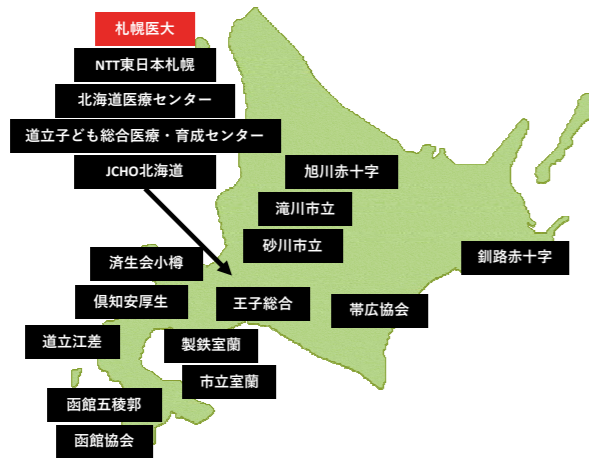 札幌医大
NTT東日本札幌
北海道医療センター
道立子ども総合医療・育成センター
JCHO北海道
旭川赤十字
滝川市立
砂川市立
釧路赤十字
済生会小樽
倶知安厚生
王子総合
帯広協会
道立江差
製鉄室蘭
市立室蘭
函館五稜郭
函館協会